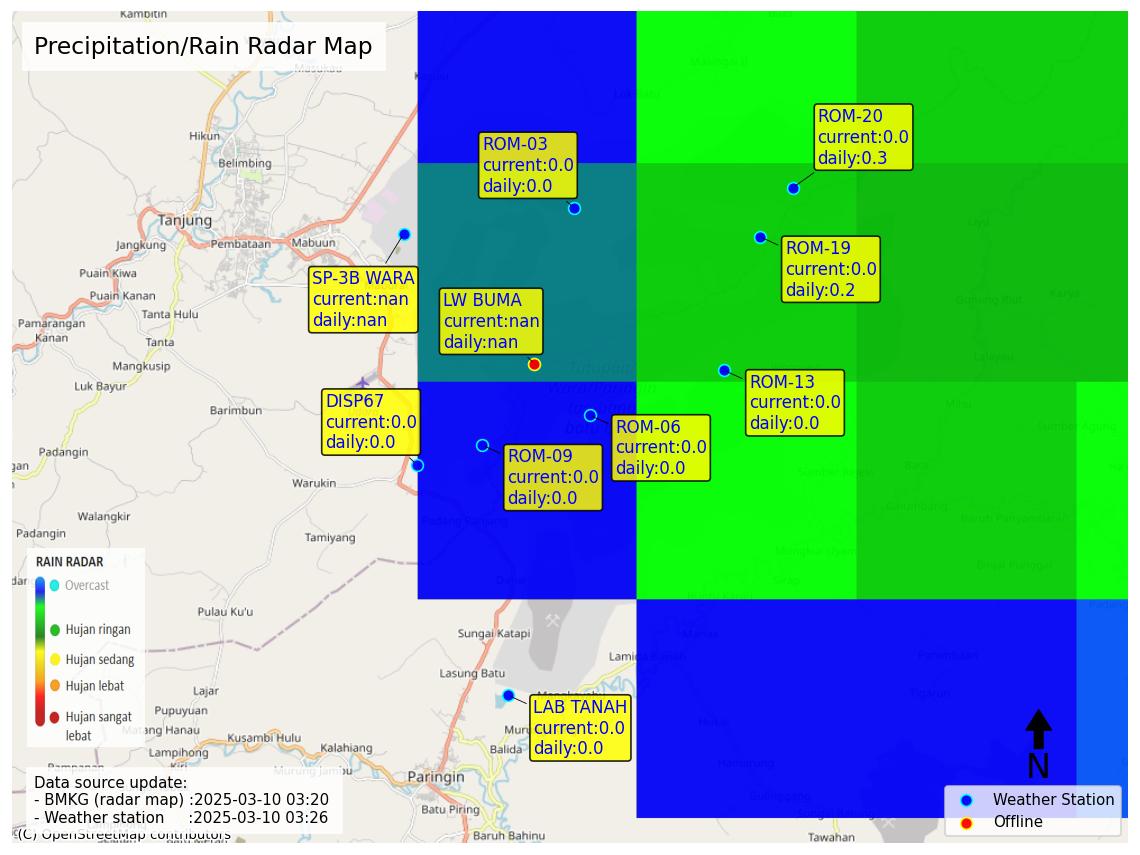 Kambitin
Precipitation/Rain Radar Map
Masukau
Kapulu
Maringaral
Hikun
ROM-20
current:0.0
daily:0.3
ROM-03
current:0.0
daily:0.0
Belimbing
Tanjung
Jangkung
Pembataan
Mabuun
ROM-19
current:0.0
daily:0.2
SP-3B WARA
current:nan
daily:nan
Puain Kiwa
Puain Kanan
LW BUMA
current:nan
daily:nan
Tanta Hulu
Pamarangan
Kanan
Tanta
Mangkusip
Luk Bayur
ROM-13
current:0.0
daily:0.0
DISP67
current:0.0
daily:0.0
Barimbun
ROM-06
current:0.0
daily:0.0
Padangin
ROM-09
current:0.0
daily:0.0
Warukin
Walangkir
Padangin
Padang Panjang
Tamiyang
Dahai
RAIN RADAR
Overcast
Hujan ringan
Hujan sedang
Hujan lebat
Hujan sangat
lebat
Pulau Ku'u
Sungai Katapi
Lasung Batu
Lajar
Pupuyuan
Matang Hanau
LAB TANAH
current:0.0
daily:0.0
Kusambi Hulu
Lampihong
Kalahiang
Balida
Murung Jambu
Paringin
Batu Piring
Baruh Bahinu
Tawahan
N
Data source update:
- BMKG (radar map) :2025-03-10 03:20
- Weather station :2025-03-10 03:26
(C) OpenStreetMap contributors
Weather Station
Offline